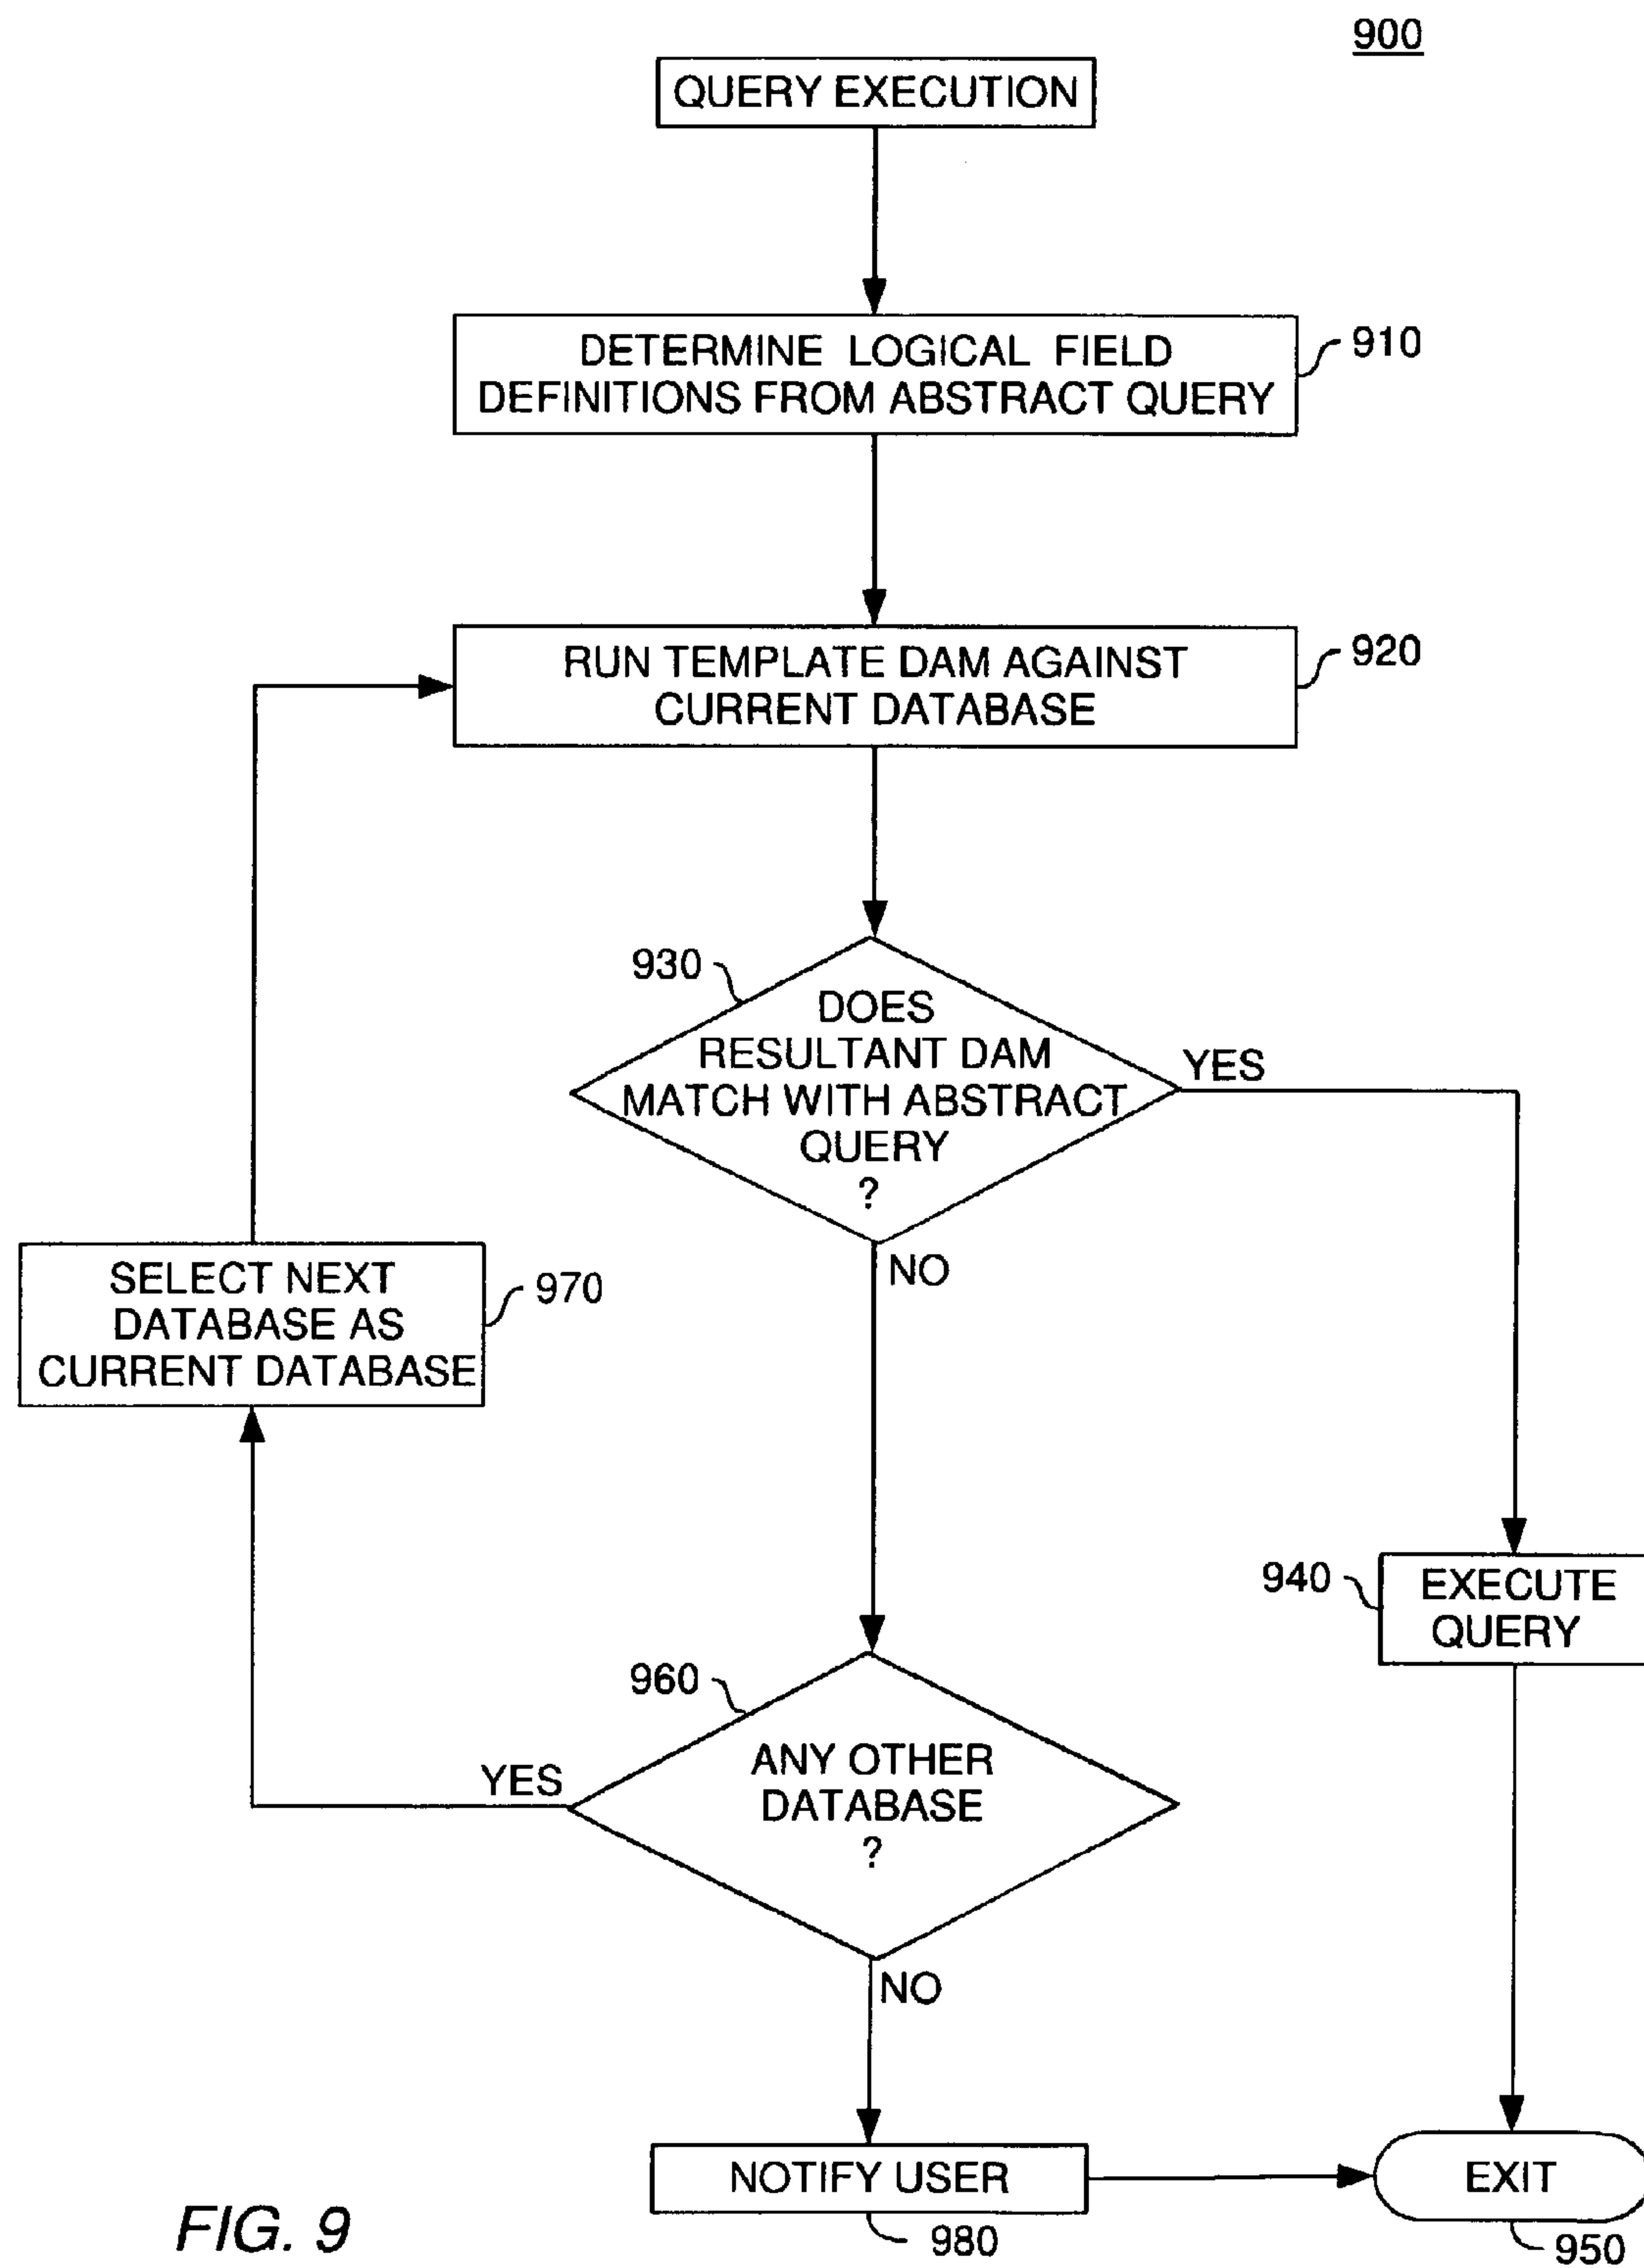 900
QUERY EXECUTION
DETERMINE LOGICAL FIELD
DEFINITIONS FROM ABSTRACT QUERY
910
RUN TEMPLATE DAM AGAINST
CURRENT DATABASE
920
930
DOES
RESULTANT DAM
MATCH WITH ABSTRACT
QUERY
?
YES
NO
SELECT NEXT
DATABASE AS
CURRENT DATABASE
970
940
EXECUTE
QUERY
960
ANY OTHER
DATABASE
?
YES
NO
NOTIFY USER
980
EXIT
950
FIG. 9